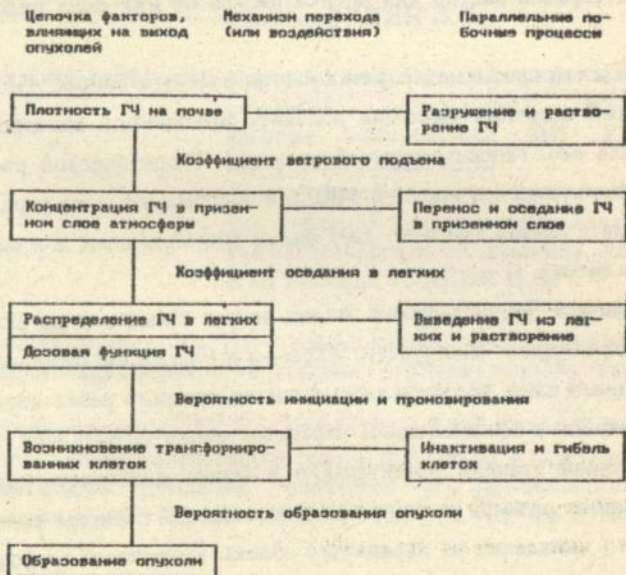 Цепочка факторов,
влияющих на выход
опухолей
Механизм перехода
(или воздействия)
Параллельные по-
бочные процессы
Плотность ГЧ на почве
Разрушение и раство-
рение ГЧ
Коэффициент ветрового подъема
Концентрация ГЧ в призем-
ном слое атмосферы
Перенос и оседание ГЧ
в приземном слое
Коэффициент оседания в легких
Распределение ГЧ в легких
Дозовая функция ГЧ
Выведение ГЧ из лег-
ких и растворение
Вероятность инициации и промовирования
Возникновение трансформиро-
ванных клеток
Инактивация и гибель
клеток
Вероятность образования опухоли
Образование опухоли